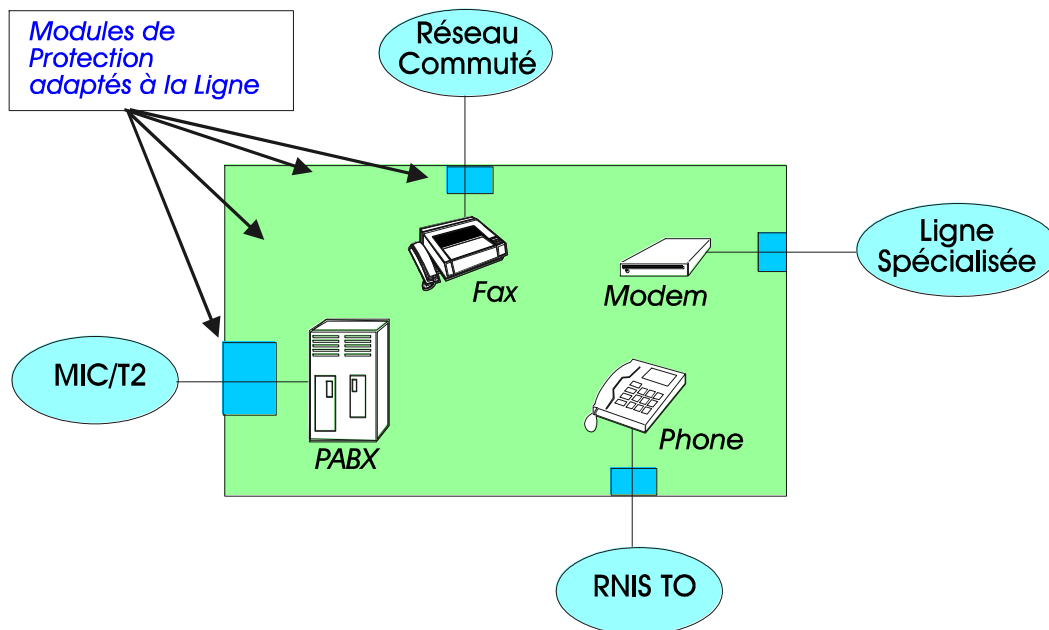 Modules de
Protection
adaptés à la Ligne
Réseau
Commuté
Fax
Modem
Ligne
Spécialisée
MIC/T2
PABX
Phone
RNIS TO